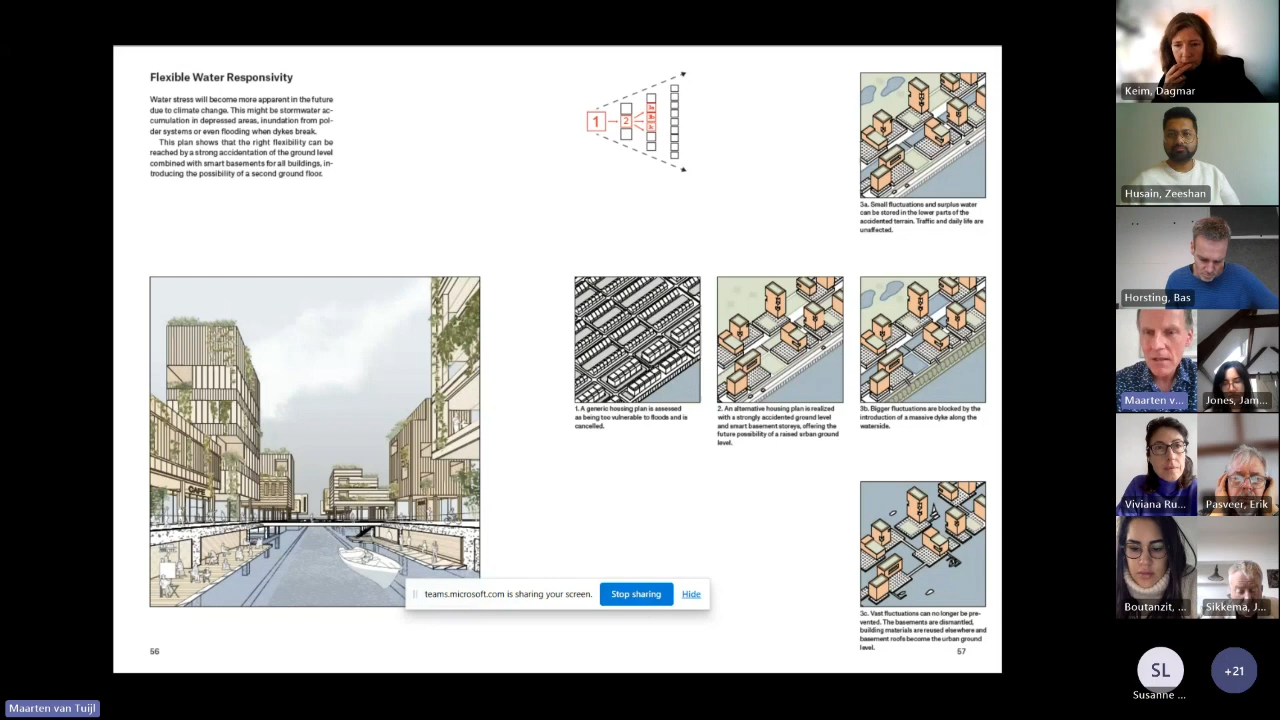 Flexible Water Responsivity
Water stress will become more apparent in the future
due to climate change. This might be stormwater ac-
cumulation in depressed areas, inundation from pol-
der systems or even flooding when dykes break.
This plan shows that the right flexibility can be
reached by a strong accidentation of the ground level
combined with smart basements for all buildings, in-
troducing the possibility of a second ground floor.
1
2
3a. Small fluctuations and surplus water
can be stored in the lower parts of the
accidented terrain. Traffic and daily life are
uneffected.
1. A generic housing plan is assessed
as being too vulnerable to floods and is
cancelled.
2. An alternative housing plan is realized
with a strongly accidented ground level
and smart basement storeys, offering the
future possibility of a raised urban ground
level.
3b. Bigger fluctuations are blocked by the
introduction of a massive dyke along the
waterside.
3c. Vast fluctuations can no longer be pre-
vented. The basements are dismantled,
building materials are reused elsewhere and
basement roofs become the urban ground
level.
56
57
teams.microsoft.com is sharing your screen.
Stop sharing
Hide
Keim, Dagmar
Husain, Zeeshan
Horsting, Bas
Maarten v...
Jones, Jam...
Viviana Ru...
Pasveer, Erik
Boutanzit, ...
Sikkema, J...
SL
Susanne ...
+21
Maarten van Tuijl